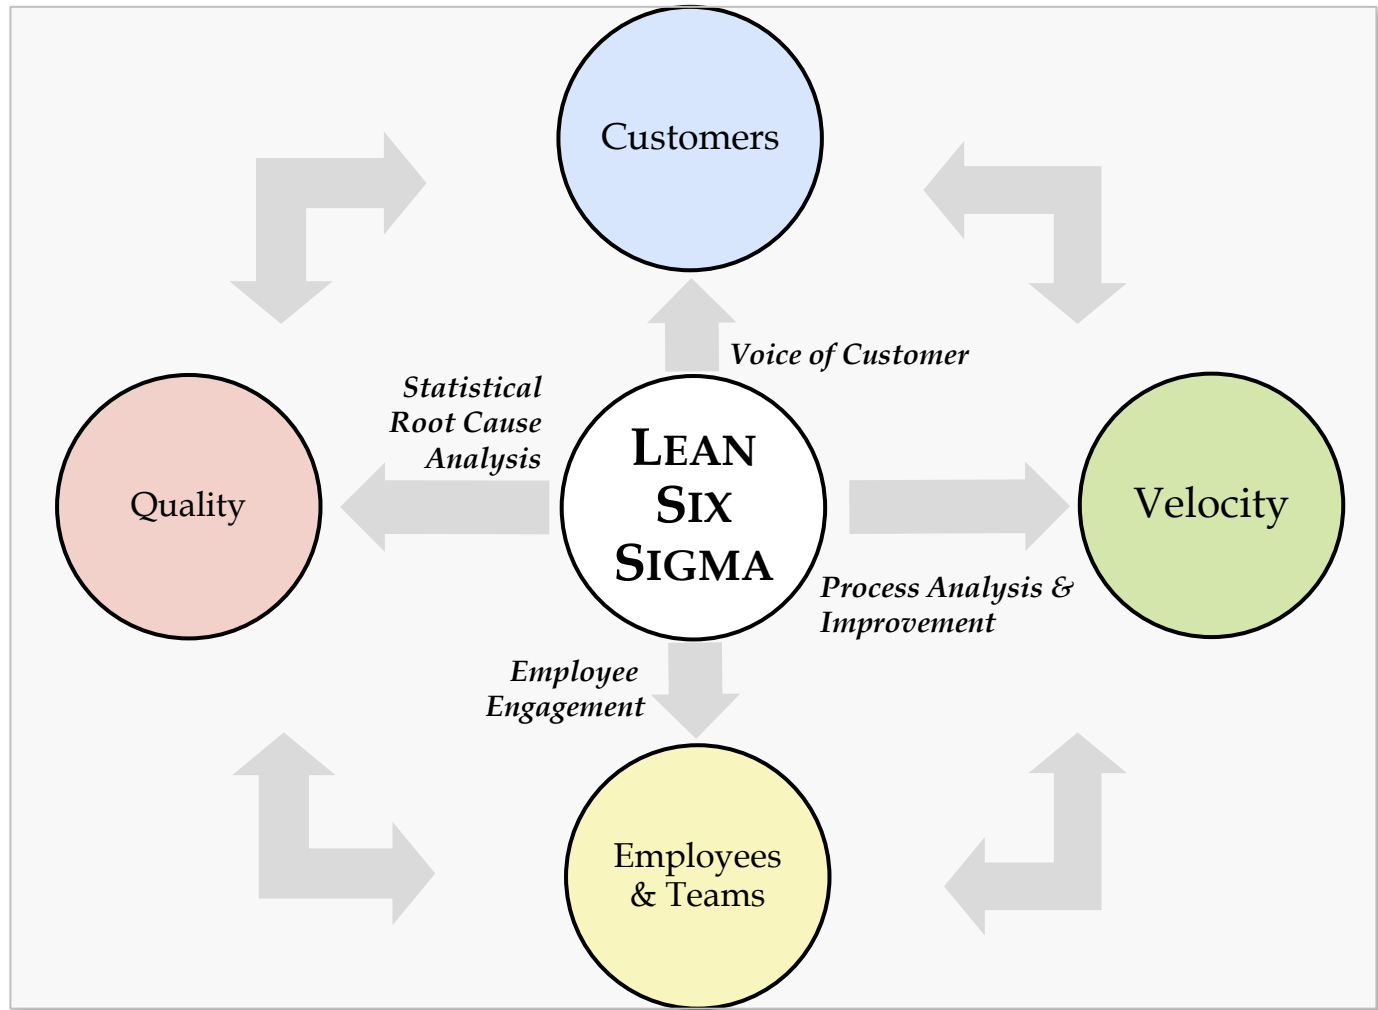 Customers
Voice of Customer
Statistical
Root Cause
Analysis
LEAN
SIX
SIGMA
Quality
Velocity
Process Analysis &
Improvement
Employee
Engagement
Employees
& Teams